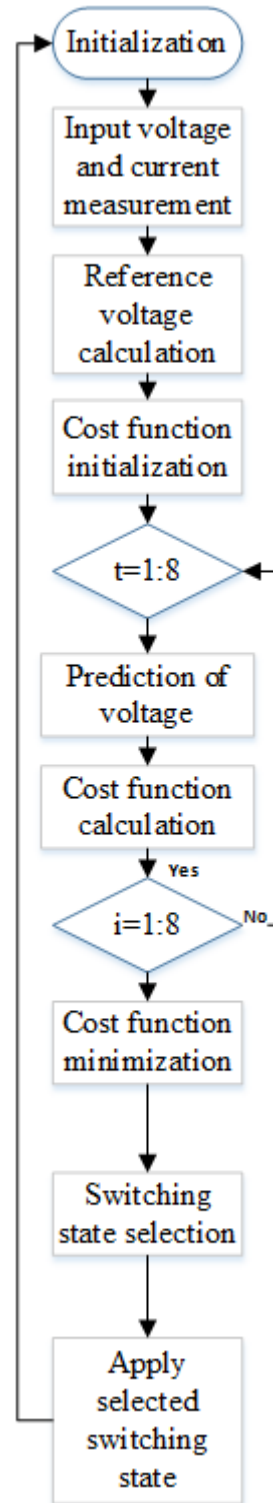 Initialization
Input voltage
and current
measurement
Reference
voltage
calculation
Cost function
initialization
t=1:8
Prediction of
voltage
Cost function
calculation
Yes
i=1:8
No
Cost function
minimization
Switching
state selection
Apply
selected
switching
state